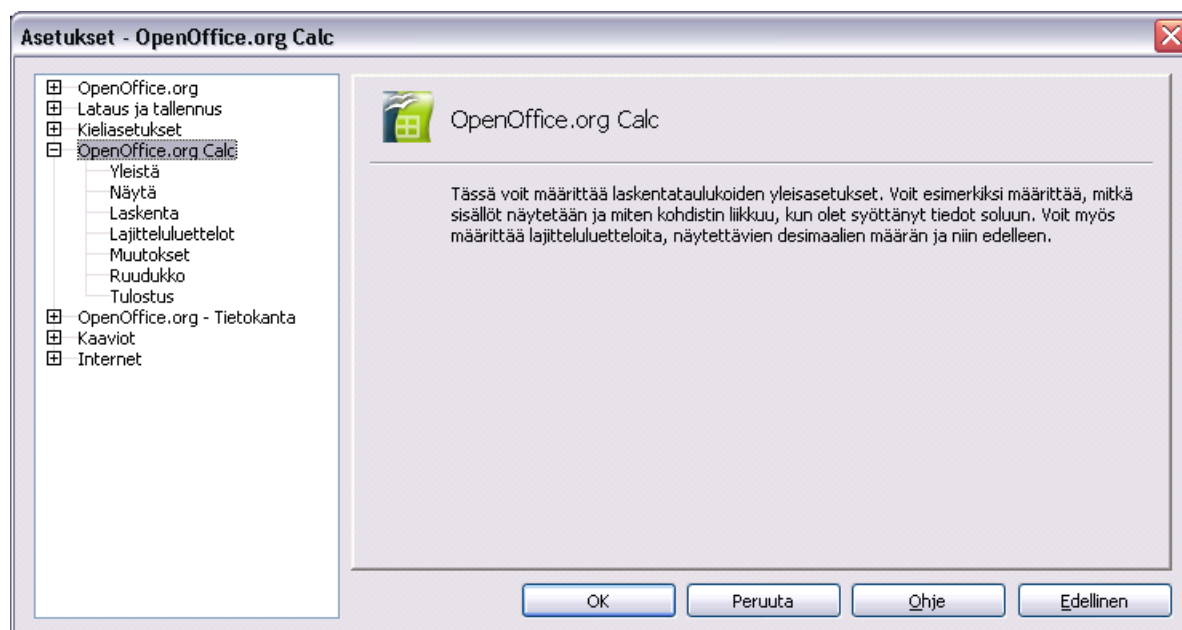 Asetukset - OpenOffice.org Calc
OpenOffice.org
Lataus ja tallennus
Kieliasetukset
OpenOffice.org Calc
Yleistä
Näytä
Laskenta
Lajitteluluettelot
Muutokset
Ruudukko
Tulostus
OpenOffice.org - Tietokanta
Kaaviot
Internet
OpenOffice.org Calc
Tässä voit määrittää laskentataulukoiden yleisasetukset. Voit esimerkiksi määrittää, mitkä
sisällöt näytetään ja miten kohdistin liikkuu, kun olet syöttänyt tiedot soluun. Voit myös
määrittää lajitteluluetteloita, näytettävien desimaalien määrän ja niin edelleen.
OK
Peruuta
Ohje
Edellinen